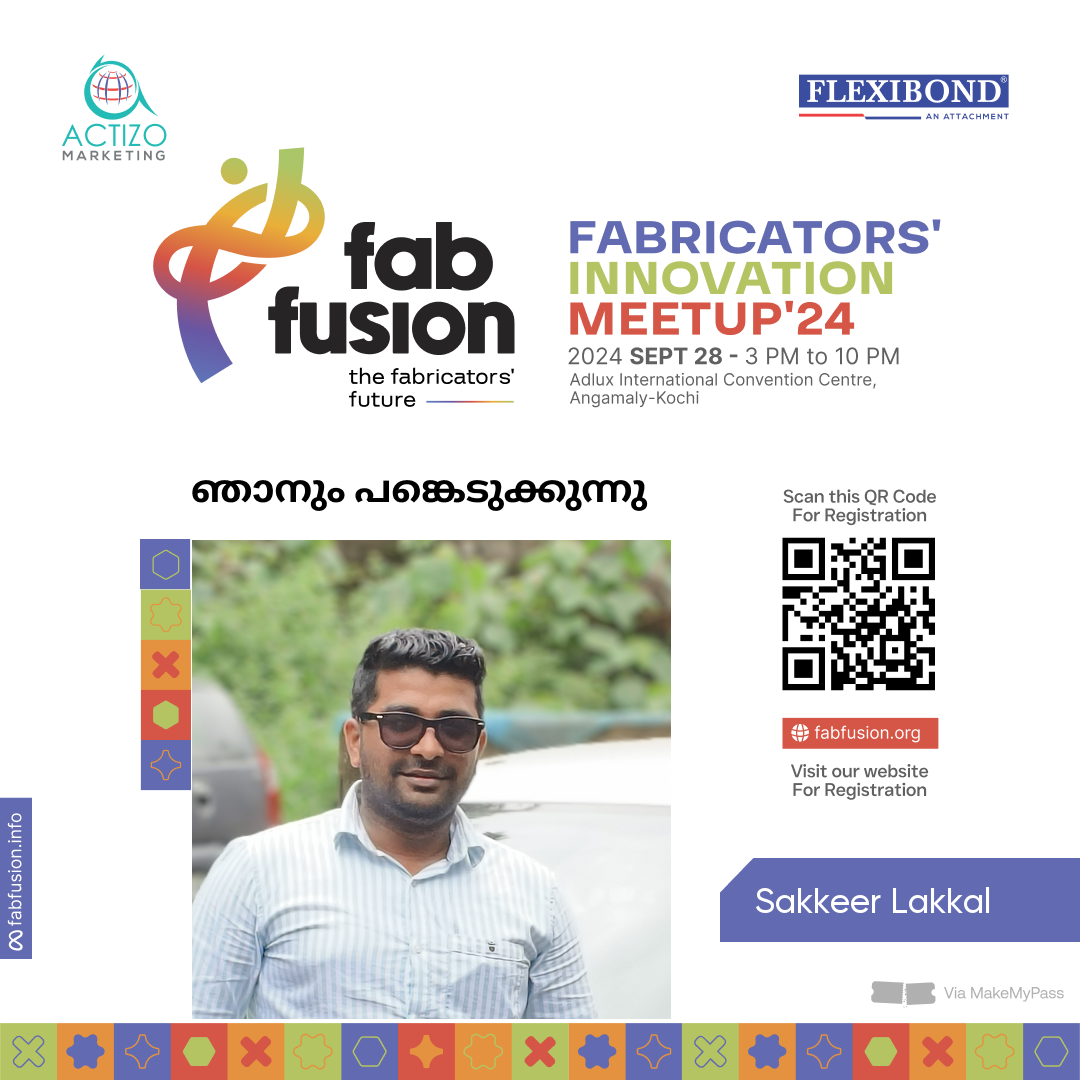 ACTIZO
MARKETING
FLEXIBOND®
AN ATTACHMENT
fab
fusion
the fabricators'
future
FABRICATORS'
INNOVATION
MEETUP'24
2024 SEPT 28 - 3 PM to 10 PM
Adlux International Convention Centre,
Angamaly-Kochi
ഞാനും പങ്കെടുക്കുന്നു
Scan this QR Code
For Registration
fabfusion.org
Visit our website
For Registration
fabfusion.info
Sakkeer Lakkal
Via MakeMyPass